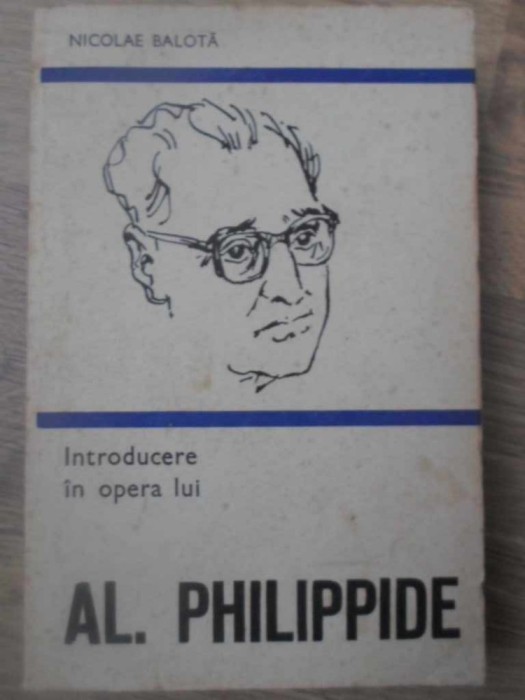 NICOLAE BALOTĂ
Introducere
în opera lui
AL. PHILIPPIDE